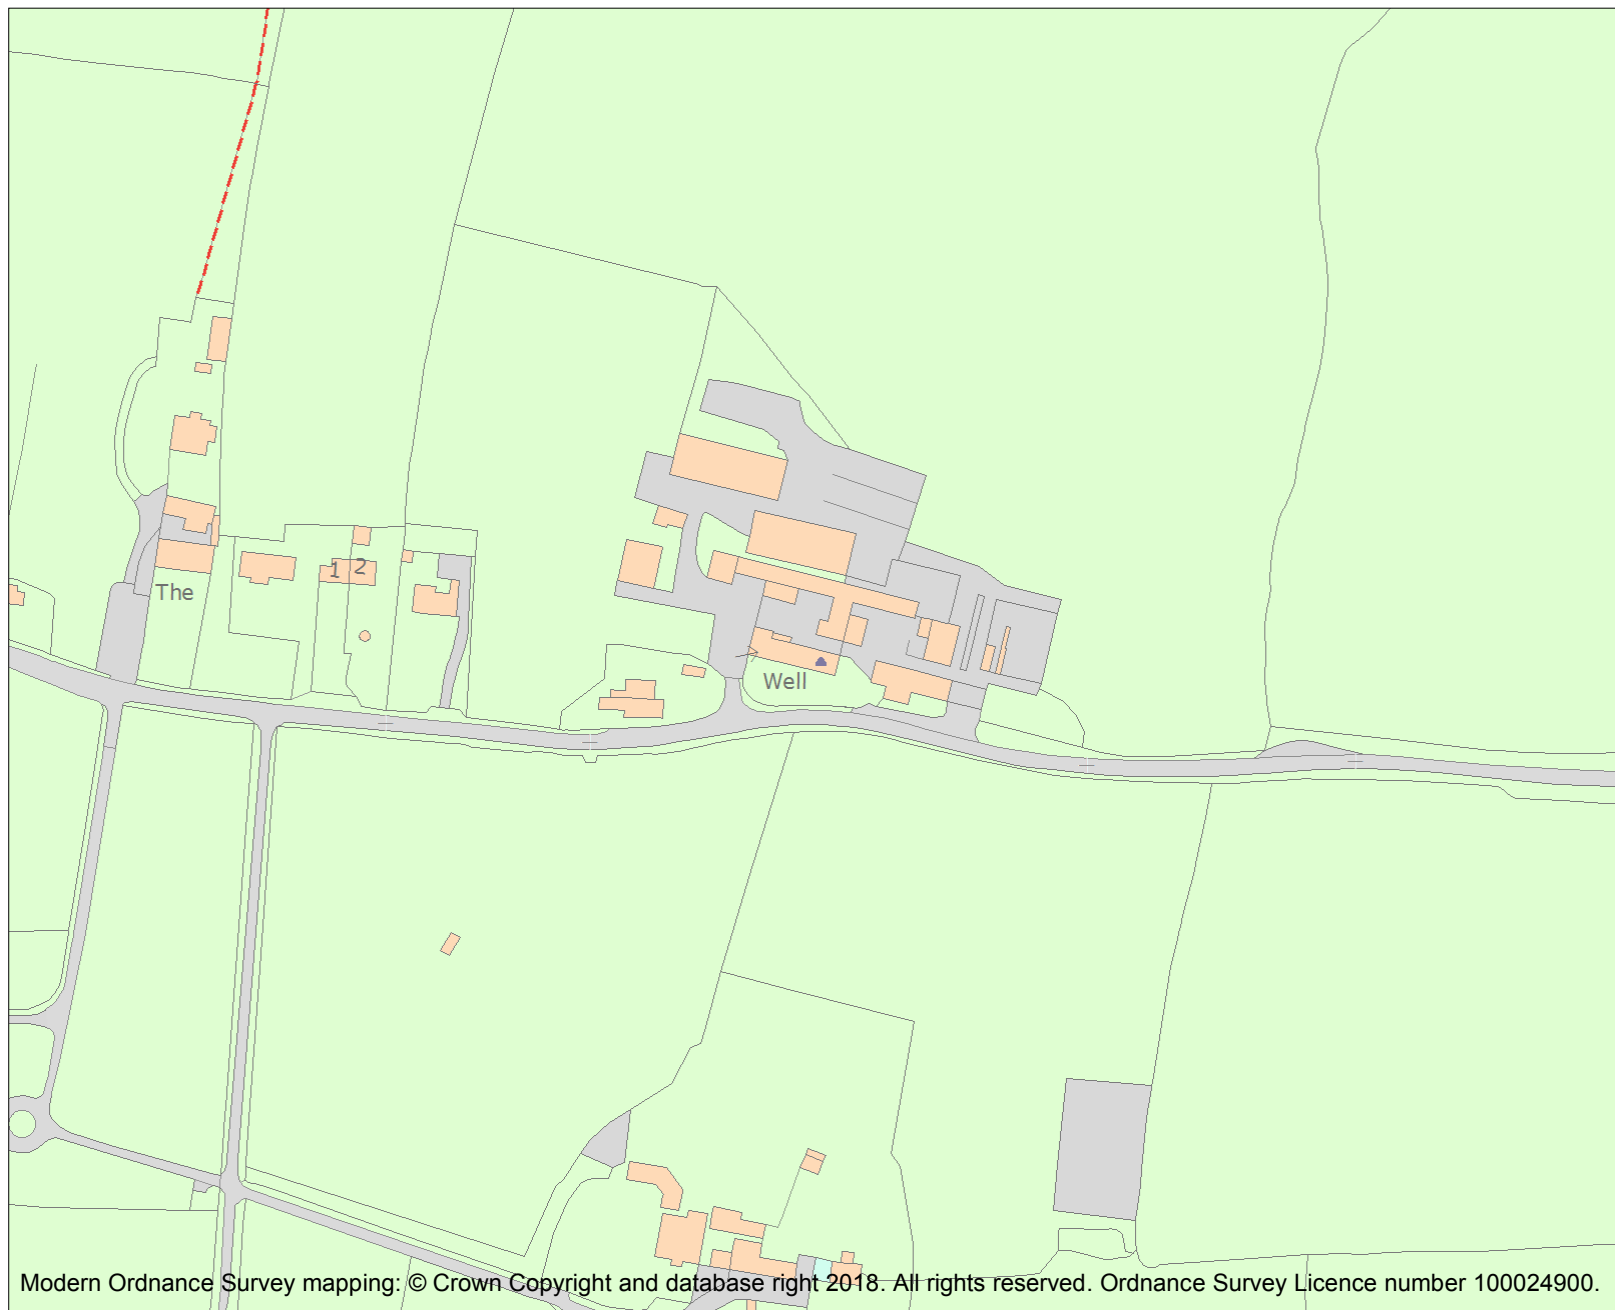 1 2
The
Well
Modern Ordnance Survey mapping: © Crown Copyright and database right 2018. All rights reserved. Ordnance Survey Licence number 100024900.